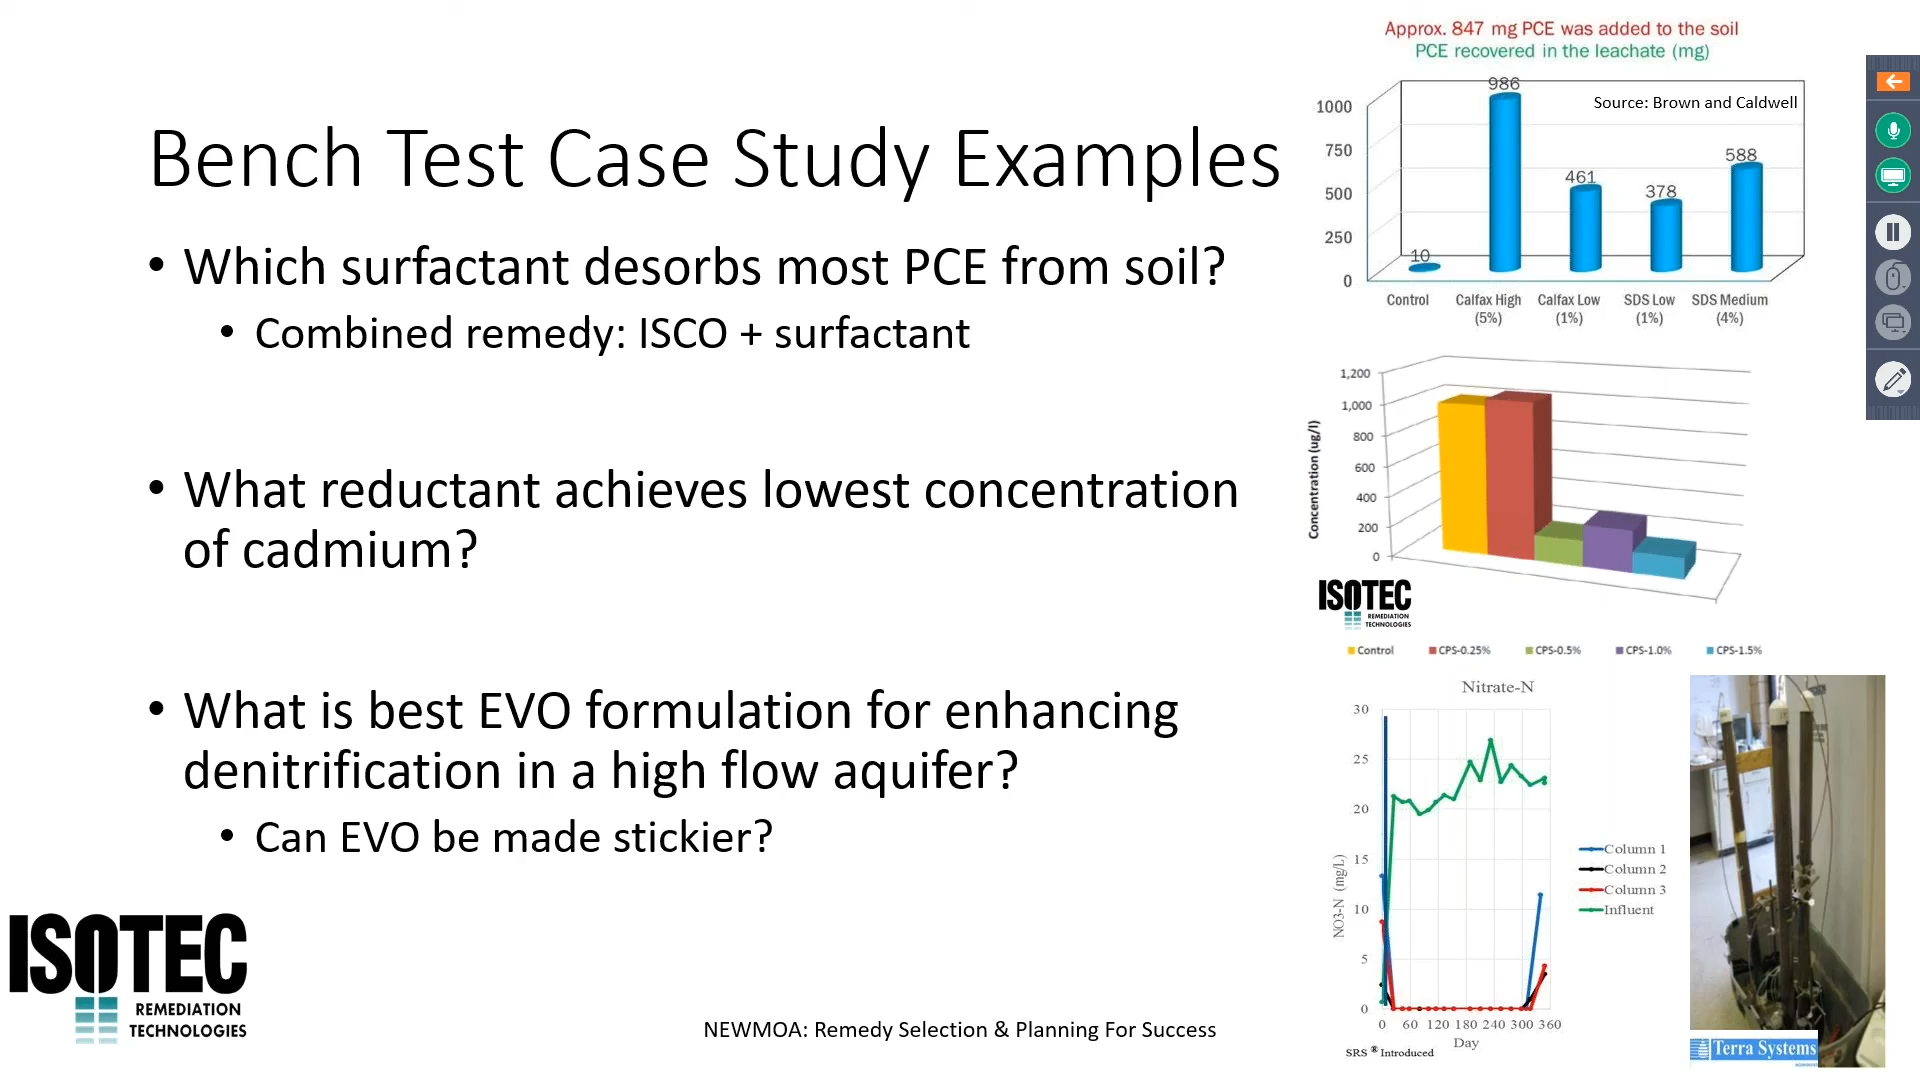 Bench Test Case Study Examples
• Which surfactant desorbs most PCE from soil?
• Combined remedy: ISCO + surfactant
• What reductant achieves lowest concentration
of cadmium?
• What is best EVO formulation for enhancing
denitrification in a high flow aquifer?
• Can EVO be made stickier?
ISOTEC
REMEDIATION
TECHNOLOGIES
NEWMOA: Remedy Selection & Planning For Success
Approx. 847 mg PCE was added to the soil
PCE recovered in the leachate (mg)
Source: Brown and Caldwell
1000
750
500
250
0
10
986
461
378
588
Control
Calfax High
(5%)
Calfax Low
(1%)
SDS Low
(1%)
SDS Medium
(4%)
Concentration (ug/l)
1,200
1,000
800
600
400
200
0
ISOTEC
REMEDIATION
TECHNOLOGIES
Control CPS-0.25% CPS-0.5% CPS-1.0% CPS-1.5%
Nitrate-N
NO3-N (mg/L)
30
25
20
15
10
5
0
0 60 120 180 240 300 360
Day
SRS ® Introduced
Column 1
Column 2
Column 3
Influent
Terra Systems